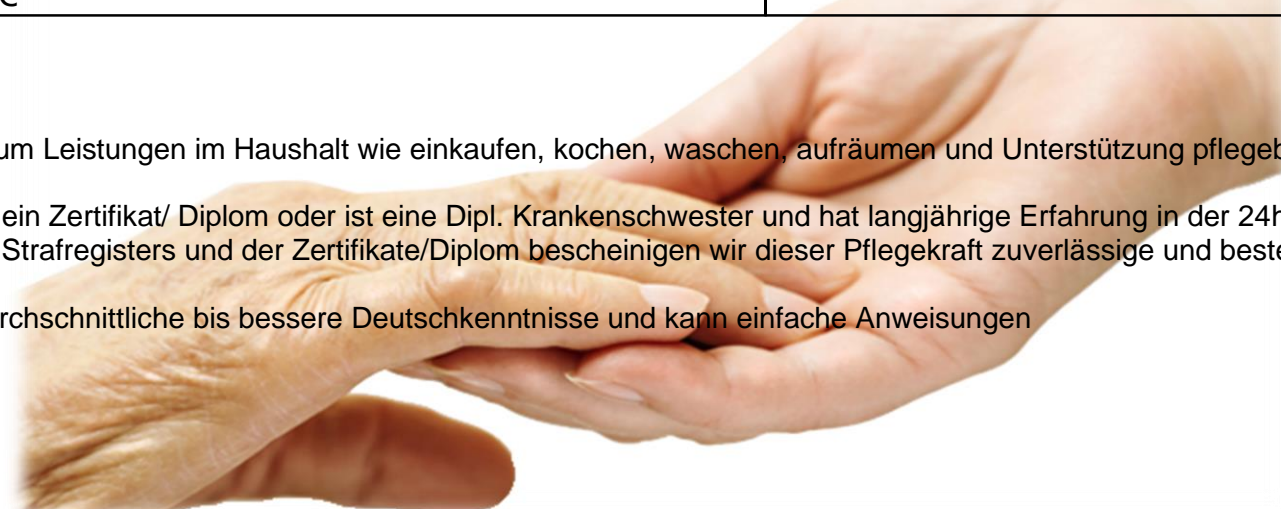 um Leistungen im Haushalt wie einkaufen, kochen, waschen, aufräumen und Unterstützung pflegeb
ein Zertifikat/ Diplom oder ist eine Dipl. Krankenschwester und hat langjährige Erfahrung in der 24h
Strafregisters und der Zertifikate/Diplom bescheinigen wir dieser Pflegekraft zuverlässige und beste
rchschnittliche bis bessere Deutschkenntnisse und kann einfache Anweisungen